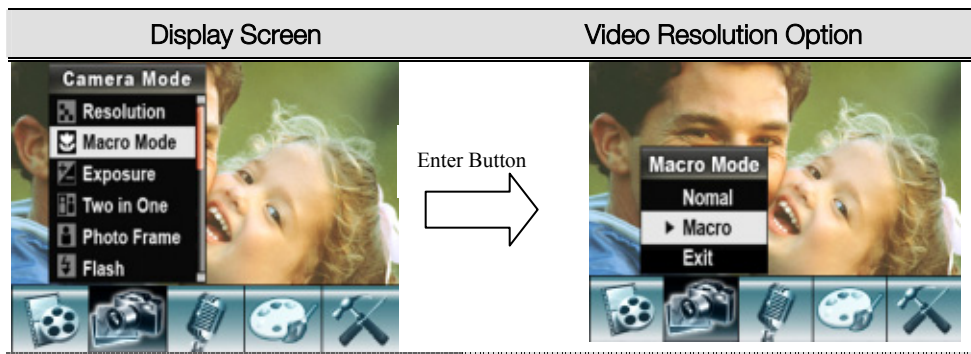 Display Screen
Video Resolution Option
Camera Mode
Resolution
Macro Mode
Exposure
Two in One
Photo Frame
Flash
Enter Button
Macro Mode
Nomal
Macro
Exit